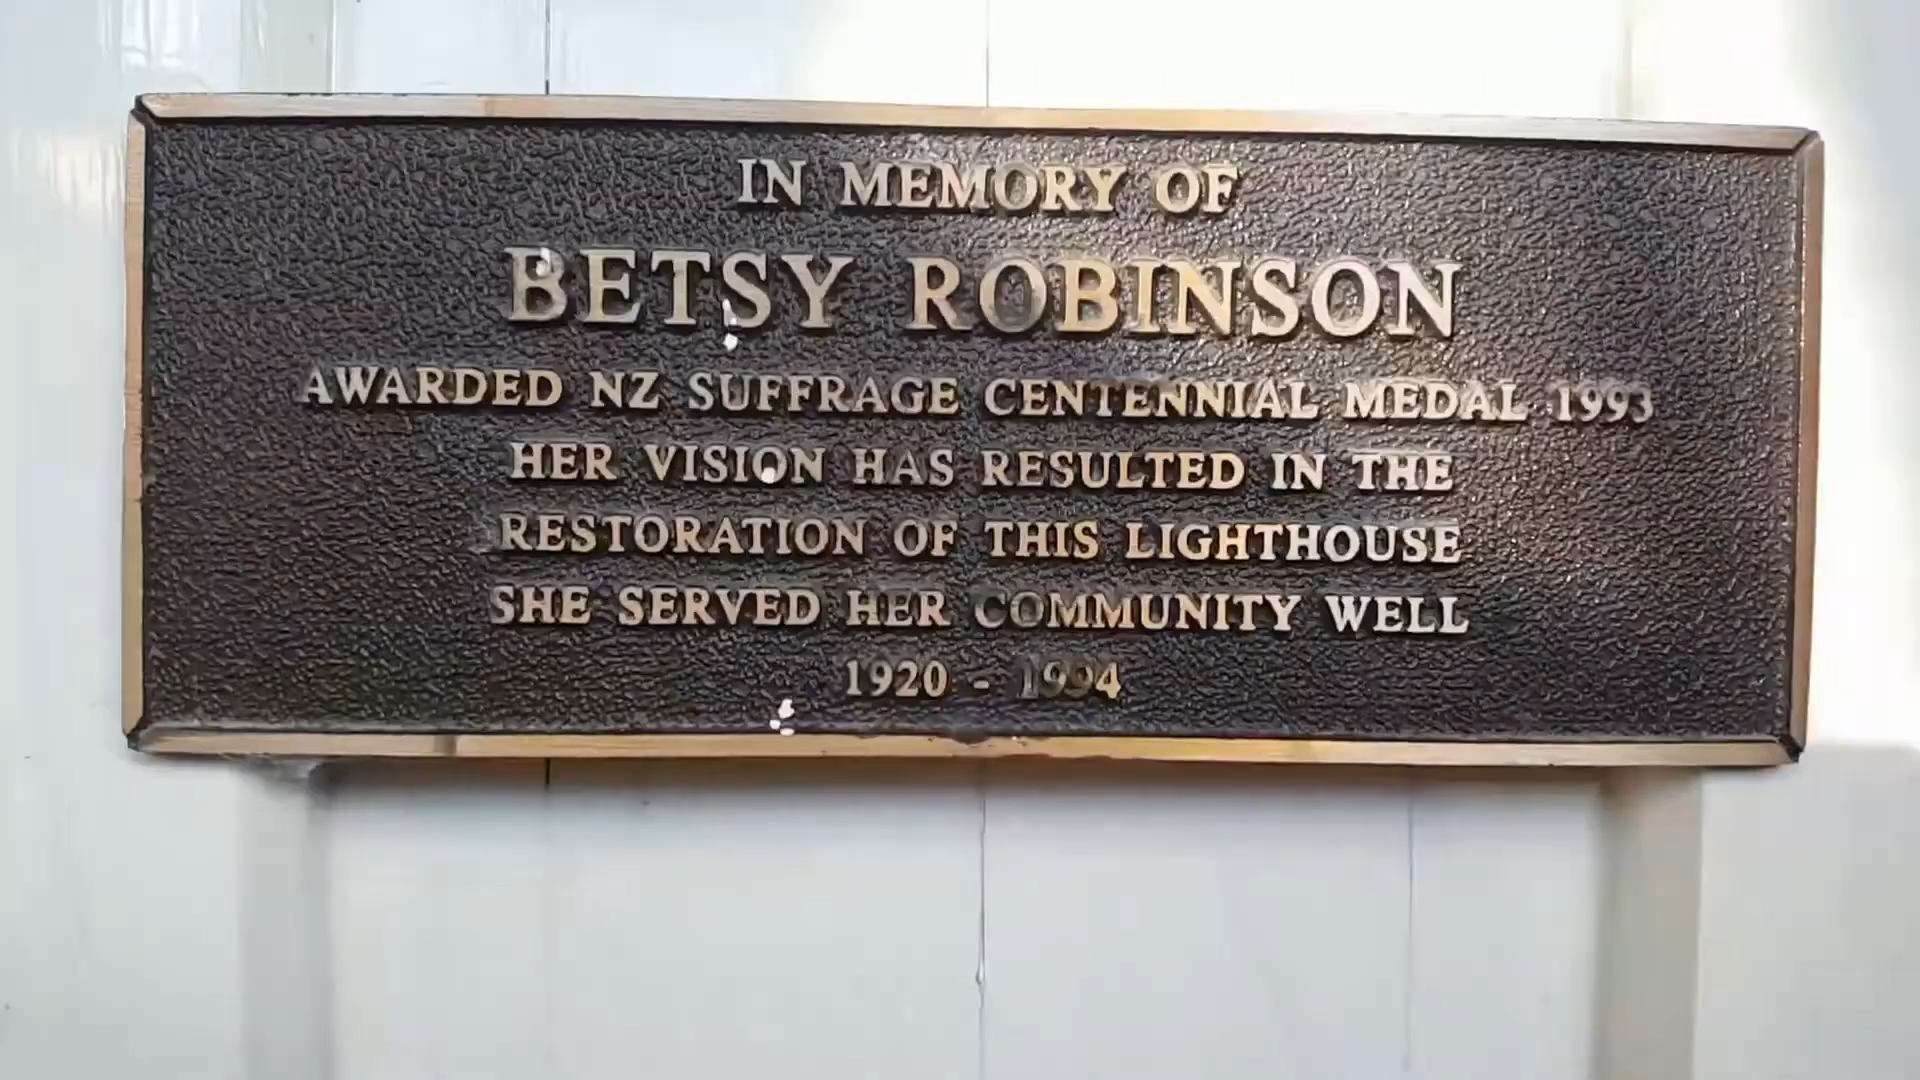 IN MEMORY OF
BETSY ROBINSON
AWARDED NZ SUFFRAGE CENTENNIAL MEDAL 1993
HER VISION HAS RESULTED IN THE
RESTORATION OF THIS LIGHTHOUSE
SHE SERVED HER COMMUNITY WELL
1920 - 1994